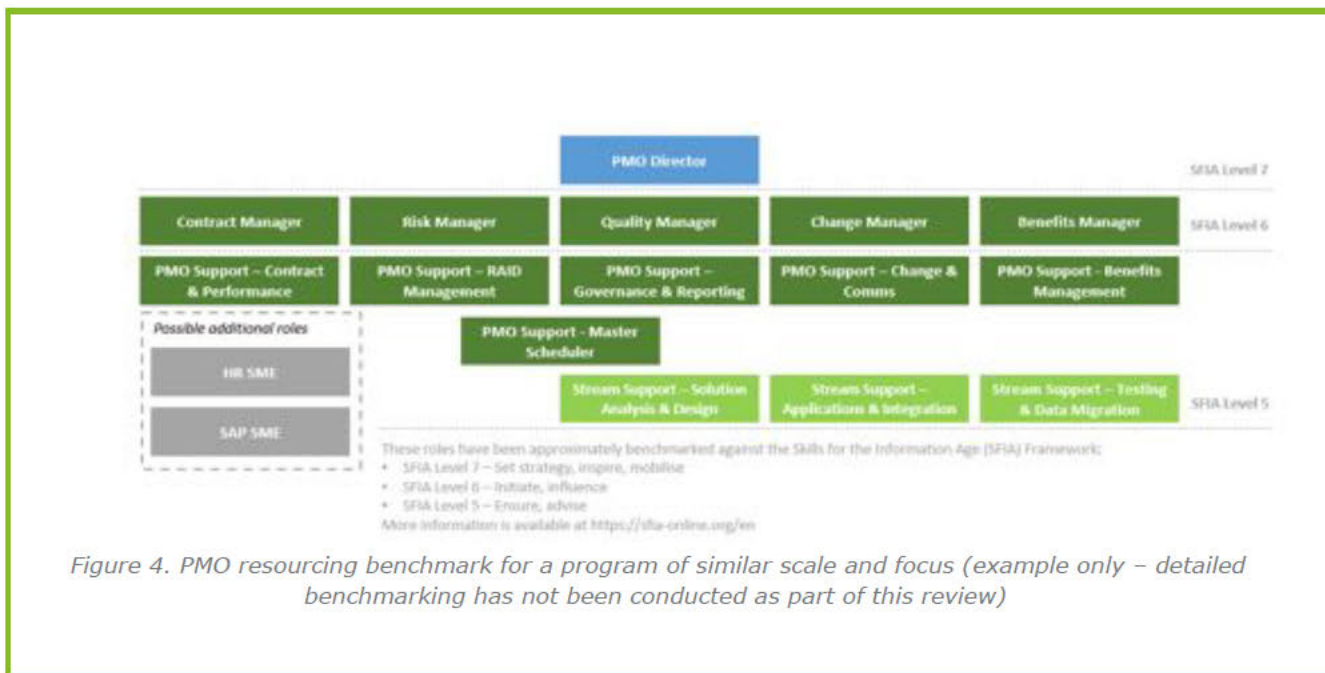 PMO Director
SFIA Level 7
Contract Manager
Risk Manager
Quality Manager
Change Manager
Benefits Manager
SFIA Level 6
PMO Support – Contract
& Performance
PMO Support – RAID
Management
PMO Support –
Governance & Reporting
PMO Support – Change &
Comms
PMO Support - Benefits
Management
Possible additional roles
HR SME
SAP SME
PMO Support - Master
Scheduler
Stream Support – Solution
Analysis & Design
Stream Support –
Applications & Integration
Stream Support – Testing
& Data Migration
SFIA Level 5
These roles have been approximately benchmarked against the Skills for the Information Age (SFIA) Framework:
• SFIA Level 7 – Set strategy, inspire, mobilise
• SFIA Level 6 – Initiate, influence
• SFIA Level 5 – Ensure, advise
More information is available at https://sfia-online.org/en
Figure 4. PMO resourcing benchmark for a program of similar scale and focus (example only – detailed
benchmarking has not been conducted as part of this review)